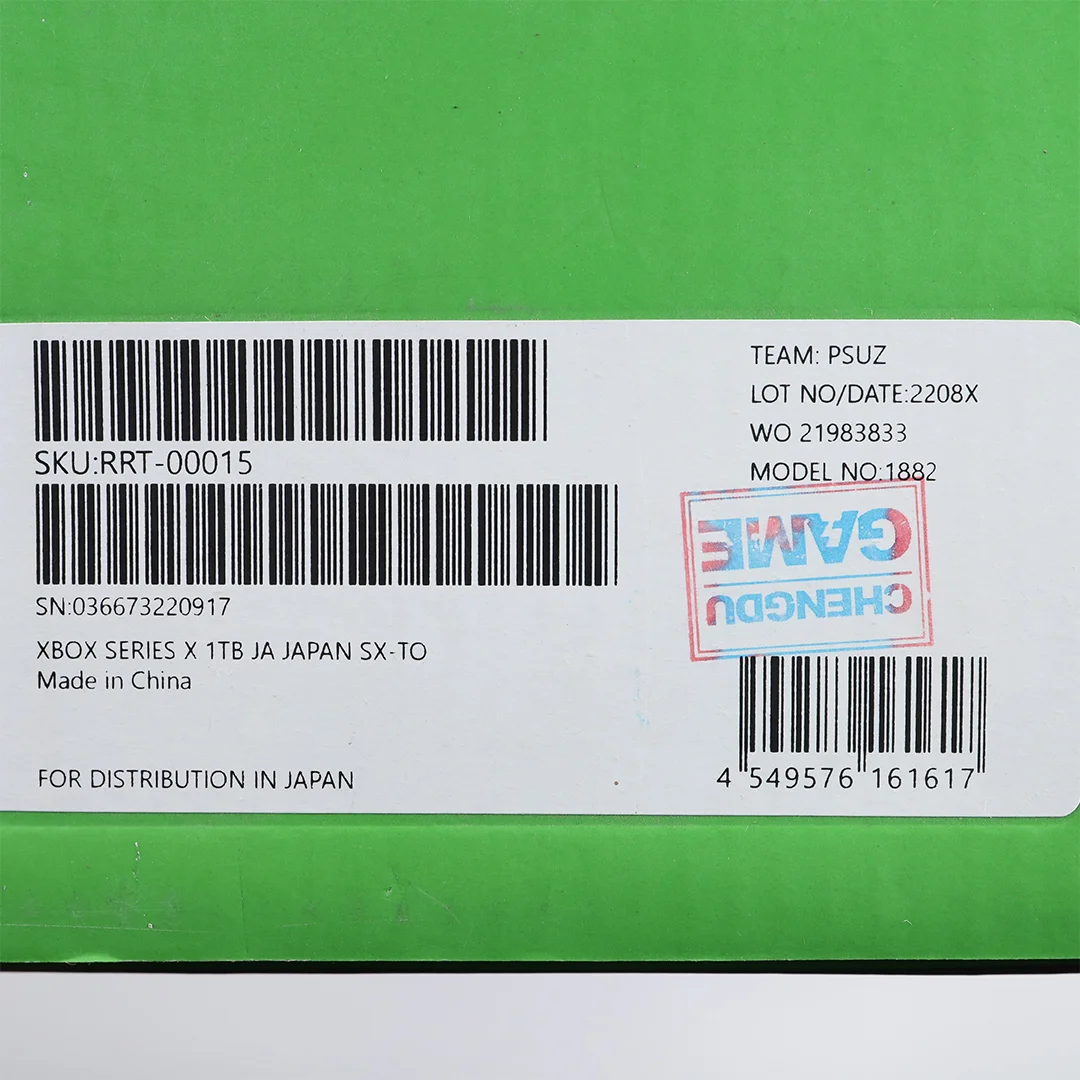 SKU:RRT-00015
SN:036673220917
XBOX SERIES X 1TB JA JAPAN SX-TO
Made in China
FOR DISTRIBUTION IN JAPAN
TEAM: PSUZ
LOT NO/DATE:2208X
WO 21983833
MODEL NO:1882
CHENGDU
GAME
4 549576 161617